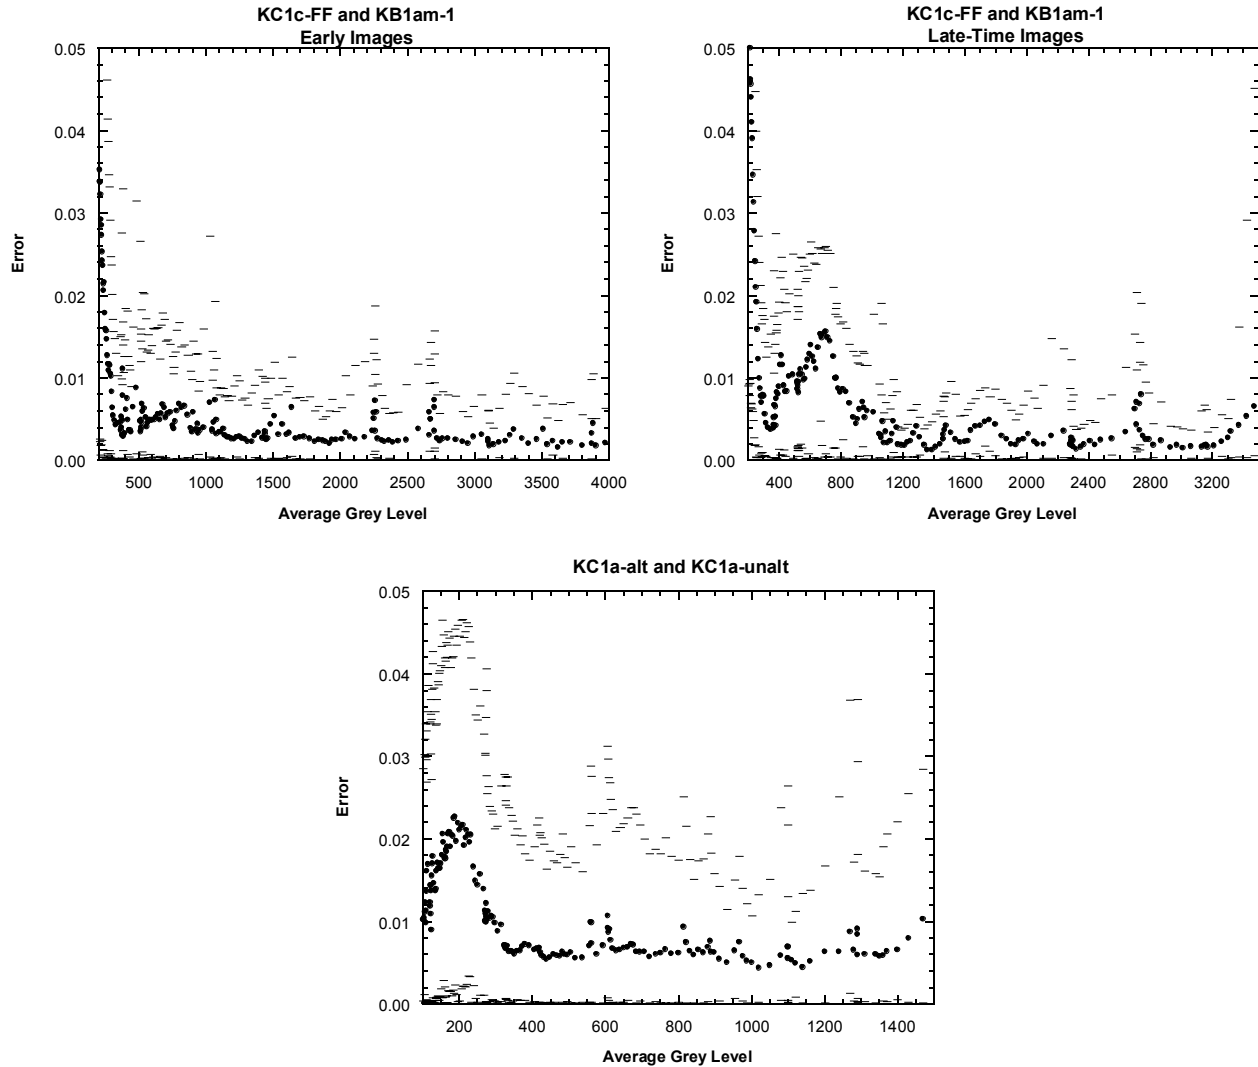 KC1c-FF and KB1am-1
Early Images
0.05
0.04
0.03
0.02
0.01
0.00
Error
500 1000 1500 2000 2500 3000 3500 4000
Average Grey Level
KC1c-FF and KB1am-1
Late-Time Images
0.05
0.04
0.03
0.02
0.01
0.00
Error
400 800 1200 1600 2000 2400 2800 3200
Average Grey Level
KC1a-alt and KC1a-unalt
0.05
0.04
0.03
0.02
0.01
0.00
Error
200 400 600 800 1000 1200 1400
Average Grey Level